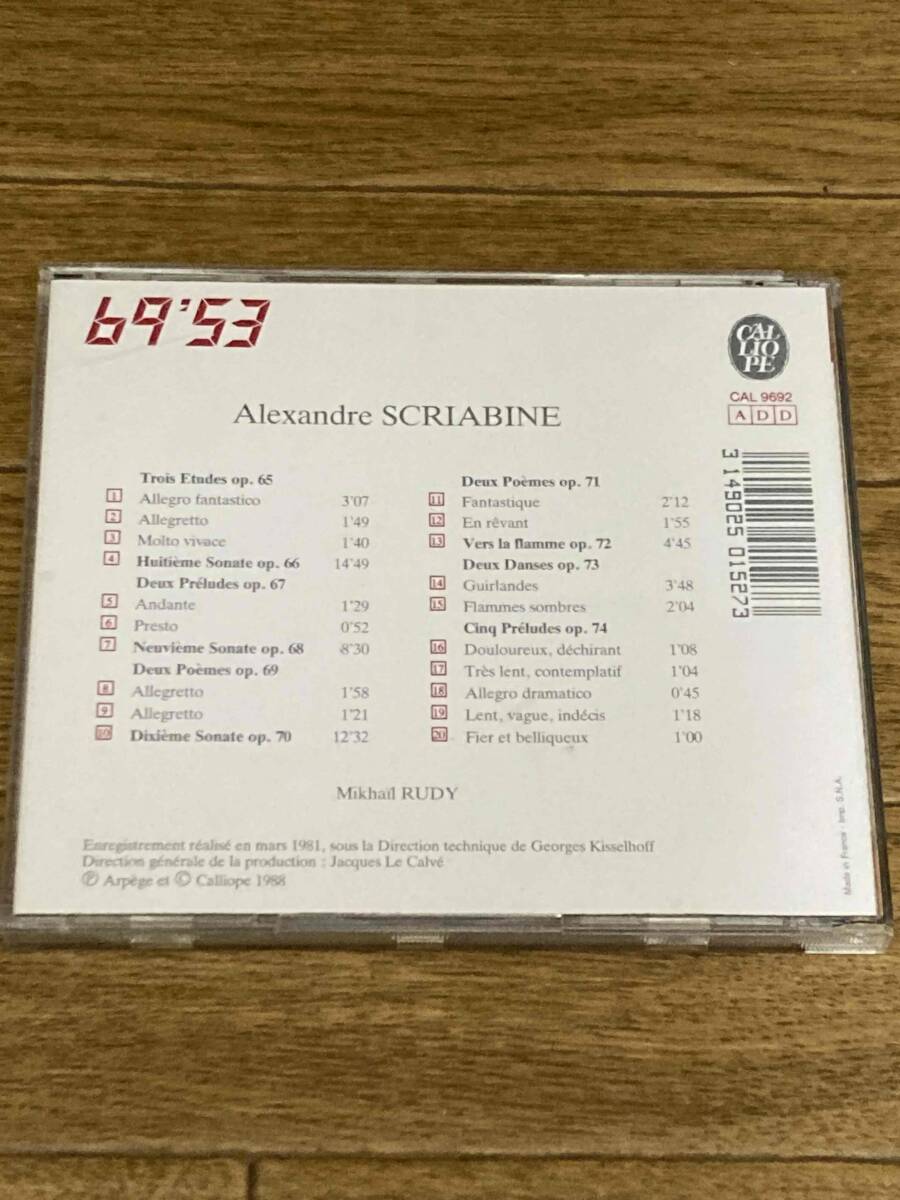 69'53
CAL
LIO
PE
CAL 9692
A D D
Alexandre SCRIABINE
Trois Etudes op. 65
1 Allegro fantastico 3'07
2 Allegretto 1'49
3 Molto vivace 1'40
4 Huitième Sonate op. 66 14'49
Deux Préludes op. 67
5 Andante 1'29
6 Presto 0'52
7 Neuvième Sonate op. 68 8'30
Deux Poèmes op. 69
8 Allegretto 1'58
9 Allegretto 1'21
10 Dixième Sonate op. 70 12'32
Deux Poèmes op. 71
11 Fantastique 2'12
12 En rêvant 1'55
13 Vers la flamme op. 72 4'45
Deux Danses op. 73
14 Guirlandes 3'48
15 Flammes sombres 2'04
Cinq Préludes op. 74
16 Douloureux, déchirant 1'08
17 Très lent, contemplatif 1'04
18 Allegro dramatico 0'45
19 Lent, vague, indécis 1'18
20 Fier et belliqueux 1'00
3 149025 015273
Mikhaïl RUDY
Enregistrement réalisé en mars 1981, sous la Direction technique de Georges Kisselhoff
Direction générale de la production : Jacques Le Calvé
℗ Arpège et © Calliope 1988
Made in France - Imp. S.N.A.